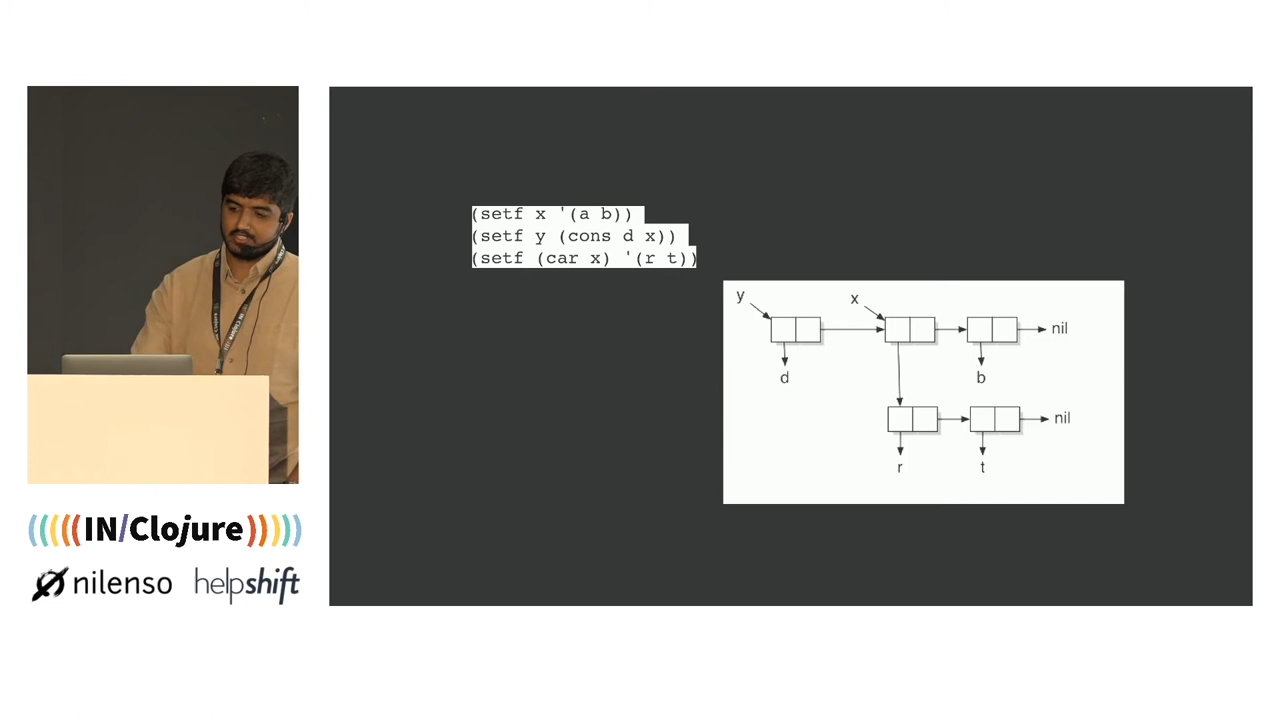 (setf x '(a b))
(setf y (cons d x))
(setf (car x) '(r t))
y
x
nil
d
b
nil
r
t
((((( IN/Clojure )))))
nilenso helpshift